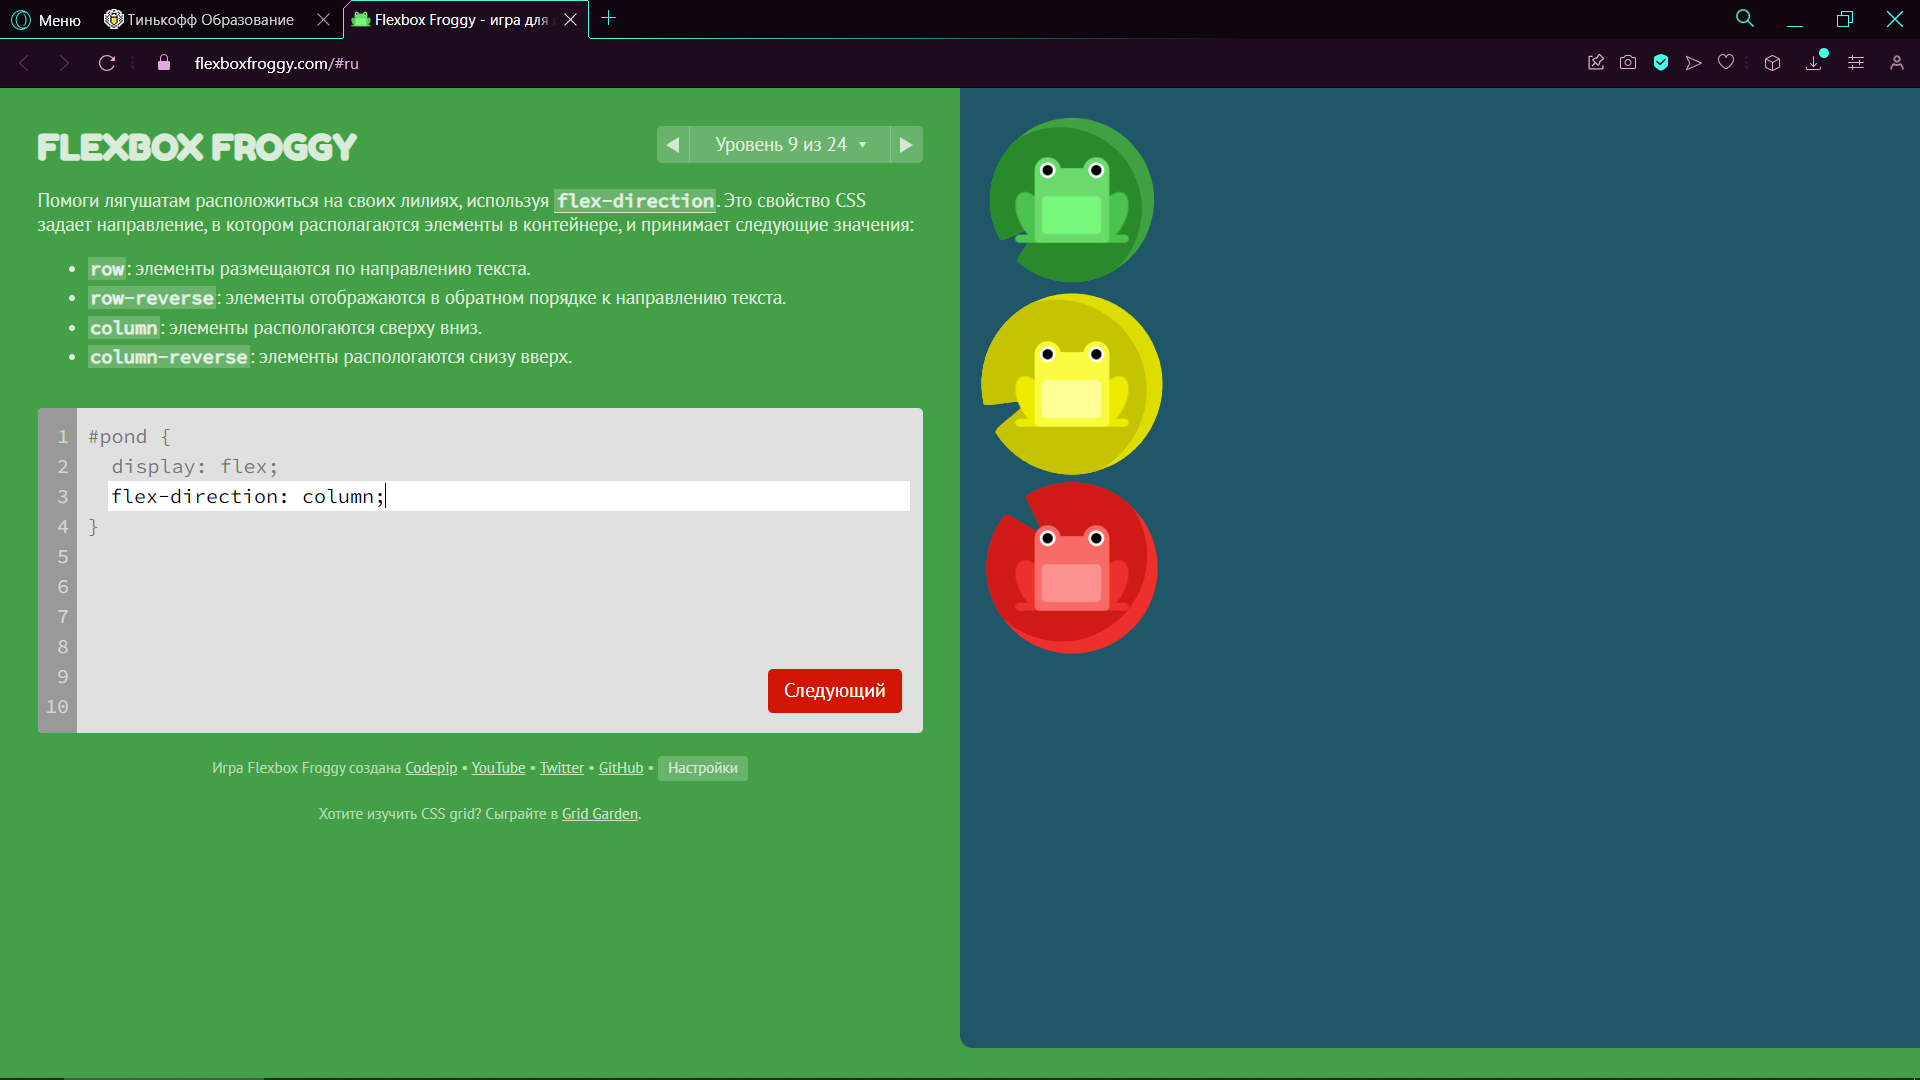 Меню
Тинькофф Образование
Flexbox Froggy - игра для
flexboxfroggy.com/#ru
FLEXBOX FROGGY
Уровень 9 из 24
Помоги лягушатам расположиться на своих лилиях, используя flex-direction. Это свойство CSS
задает направление, в котором располагаются элементы в контейнере, и принимает следующие значения:
• row: элементы размещаются по направлению текста.
• row-reverse: элементы отображаются в обратном порядке к направлению текста.
• column: элементы распологаются сверху вниз.
• column-reverse: элементы распологаются снизу вверх.
1 #pond {
2 display: flex;
3 flex-direction: column;
4 }
5
6
7
8
9
10
Следующий
Игра Flexbox Froggy создана Codepip • YouTube • Twitter • GitHub • Настройки
Хотите изучить CSS grid? Сыграйте в Grid Garden.